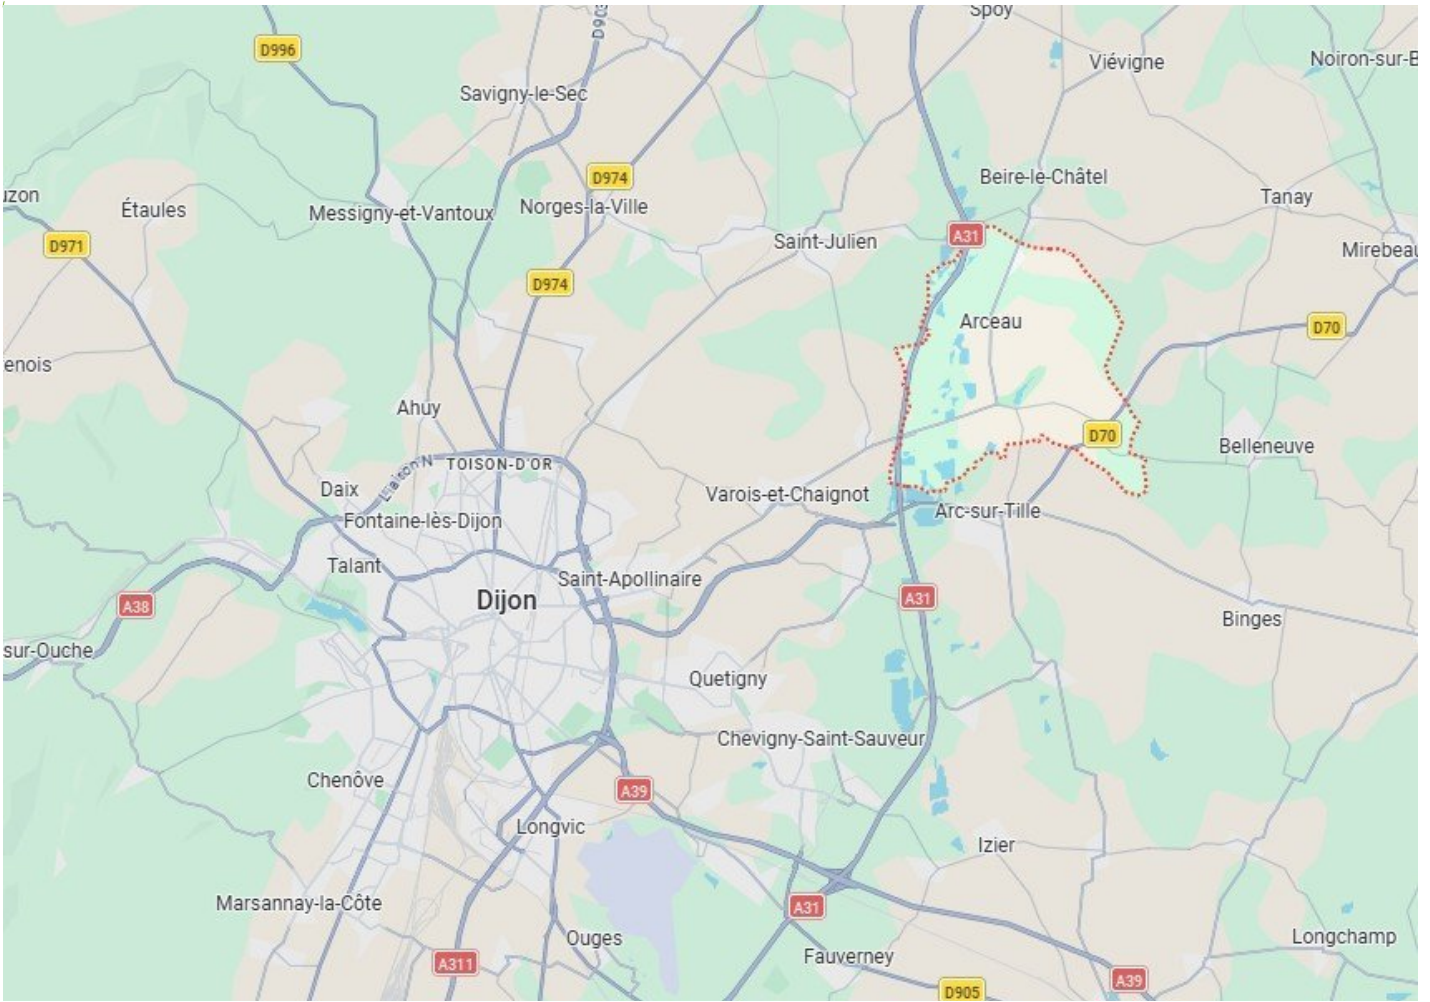 Spoy
D996
D903
Viévigne
Noiron-sur-B
Savigny-le-Sec
D974
Beire-le-Châtel
uzon
Étaules
Messigny-et-Vantoux
Norges-la-Ville
Tanay
D971
Saint-Julien
A31
Mirebeau
D974
Arceau
D70
enois
Ahuy
D70
Belleneuve
Liaison N
TOISON-D'OR
Daix
Varois-et-Chaignot
Fontaine-lès-Dijon
Arc-sur-Tille
Talant
Saint-Apollinaire
Dijon
A38
A31
Binges
sur-Ouche
Quetigny
Chevigny-Saint-Sauveur
Chenôve
A39
Longvic
Izier
Marsannay-la-Côte
A31
Ouges
Longchamp
Fauverney
A311
A39
D905